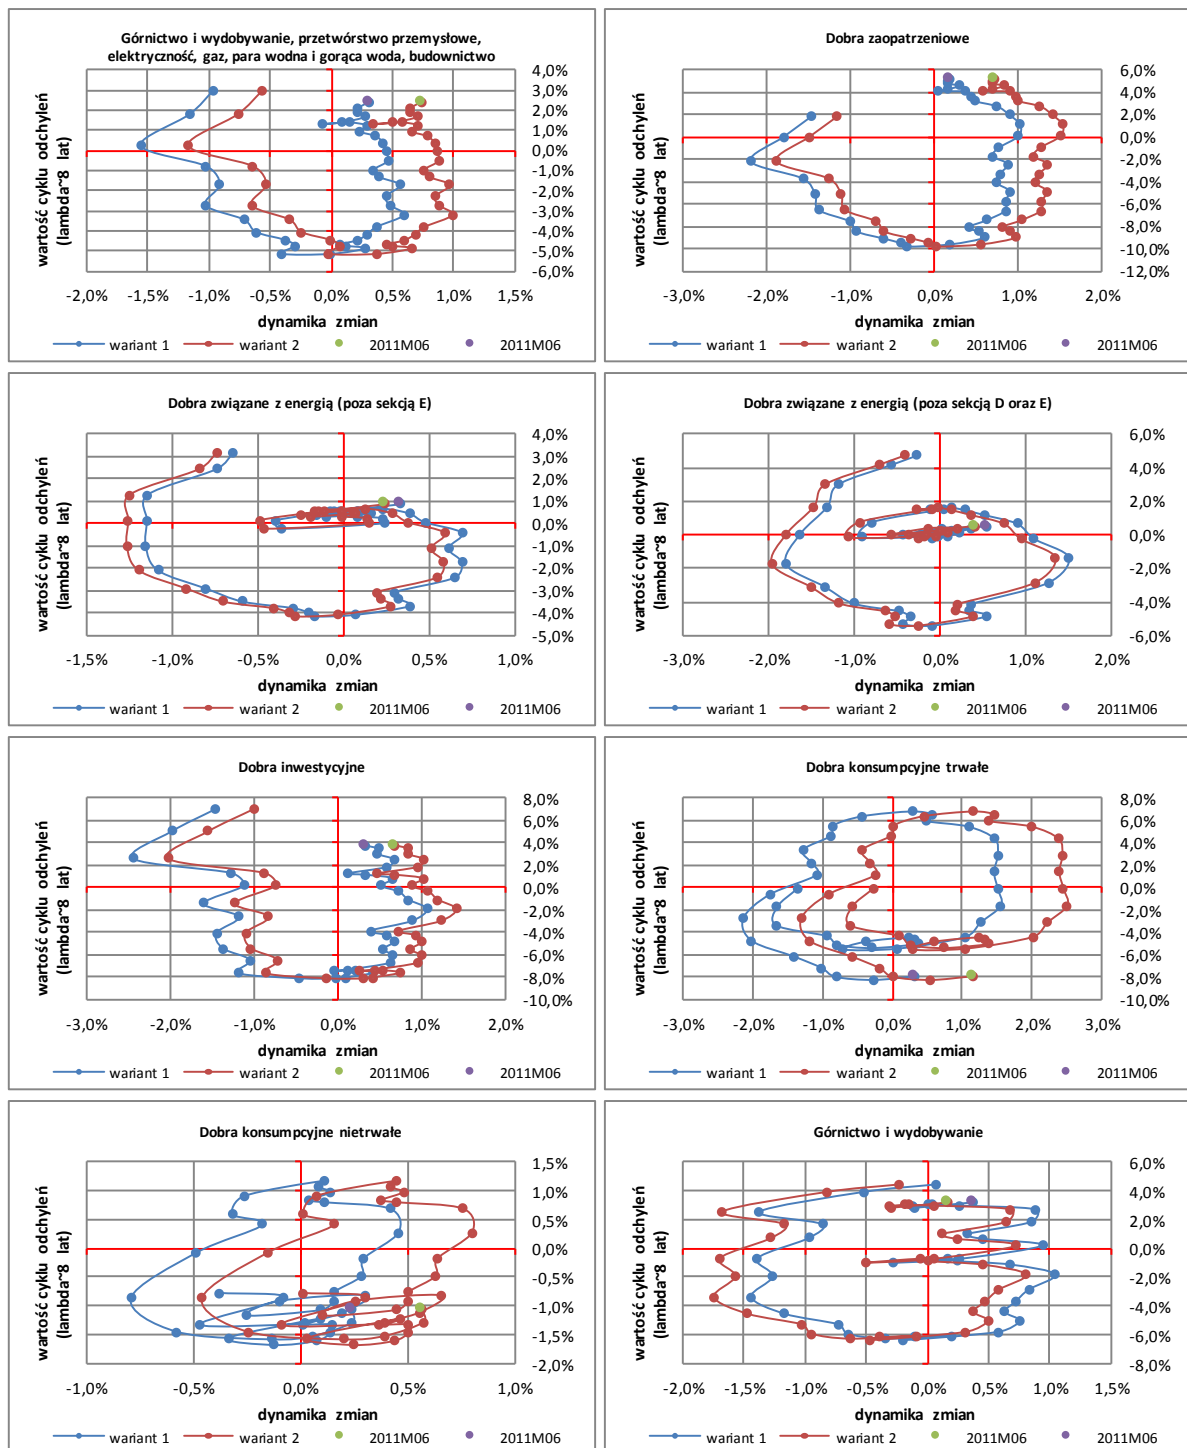 Górnictwo i wydobywanie, przetwórstwo przemysłowe,
elektryczność, gaz, para wodna i gorąca woda, budownictwo
wartość cyklu odchyleń
(lambda~8 lat)
4,0%
3,0%
2,0%
1,0%
0,0%
-1,0%
-2,0%
-3,0%
-4,0%
-5,0%
-6,0%
-2,0% -1,5% -1,0% -0,5% 0,0% 0,5% 1,0% 1,5%
dynamika zmian
wariant 1 wariant 2 2011M06 2011M06
Dobra zaopatrzeniowe
wartość cyklu odchyleń
(lambda~8 lat)
6,0%
4,0%
2,0%
0,0%
-2,0%
-4,0%
-6,0%
-8,0%
-10,0%
-12,0%
-3,0% -2,0% -1,0% 0,0% 1,0% 2,0%
dynamika zmian
wariant 1 wariant 2 2011M06 2011M06
Dobra związane z energią (poza sekcją E)
wartość cyklu odchyleń
(lambda~8 lat)
4,0%
3,0%
2,0%
1,0%
0,0%
-1,0%
-2,0%
-3,0%
-4,0%
-5,0%
-1,5% -1,0% -0,5% 0,0% 0,5% 1,0%
dynamika zmian
wariant 1 wariant 2 2011M06 2011M06
Dobra związane z energią (poza sekcją D oraz E)
wartość cyklu odchyleń
(lambda~8 lat)
6,0%
4,0%
2,0%
0,0%
-2,0%
-4,0%
-6,0%
-3,0% -2,0% -1,0% 0,0% 1,0% 2,0%
dynamika zmian
wariant 1 wariant 2 2011M06 2011M06
Dobra inwestycyjne
wartość cyklu odchyleń
(lambda~8 lat)
8,0%
6,0%
4,0%
2,0%
0,0%
-2,0%
-4,0%
-6,0%
-8,0%
-10,0%
-3,0% -2,0% -1,0% 0,0% 1,0% 2,0%
dynamika zmian
wariant 1 wariant 2 2011M06 2011M06
Dobra konsumpcyjne trwałe
wartość cyklu odchyleń
(lambda~8 lat)
8,0%
6,0%
4,0%
2,0%
0,0%
-2,0%
-4,0%
-6,0%
-8,0%
-10,0%
-3,0% -2,0% -1,0% 0,0% 1,0% 2,0% 3,0%
dynamika zmian
wariant 1 wariant 2 2011M06 2011M06
Dobra konsumpcyjne nietrwałe
wartość cyklu odchyleń
(lambda~8 lat)
1,5%
1,0%
0,5%
0,0%
-0,5%
-1,0%
-1,5%
-2,0%
-1,0% -0,5% 0,0% 0,5% 1,0%
dynamika zmian
wariant 1 wariant 2 2011M06 2011M06
Górnictwo i wydobywanie
wartość cyklu odchyleń
(lambda~8 lat)
6,0%
4,0%
2,0%
0,0%
-2,0%
-4,0%
-6,0%
-8,0%
-2,0% -1,5% -1,0% -0,5% 0,0% 0,5% 1,0% 1,5%
dynamika zmian
wariant 1 wariant 2 2011M06 2011M06